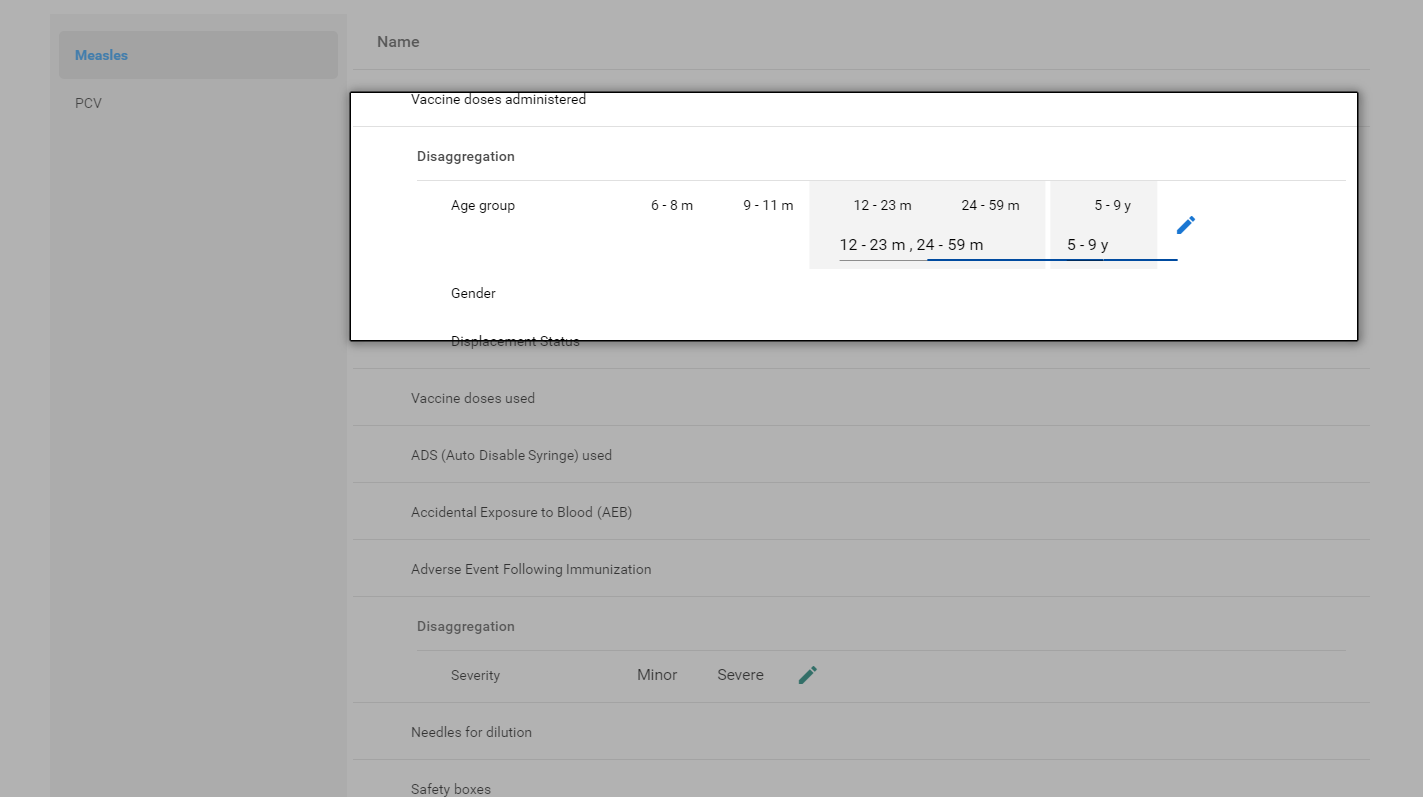 Measles
PCV
Name
Vaccine doses administered
Disaggregation
Age group 6 - 8 m 9 - 11 m 12 - 23 m 24 - 59 m 5 - 9 y
12 - 23 m , 24 - 59 m 5 - 9 y
Gender
Displacement Status
Vaccine doses used
ADS (Auto Disable Syringe) used
Accidental Exposure to Blood (AEB)
Adverse Event Following Immunization
Disaggregation
Severity Minor Severe
Needles for dilution
Safety boxes